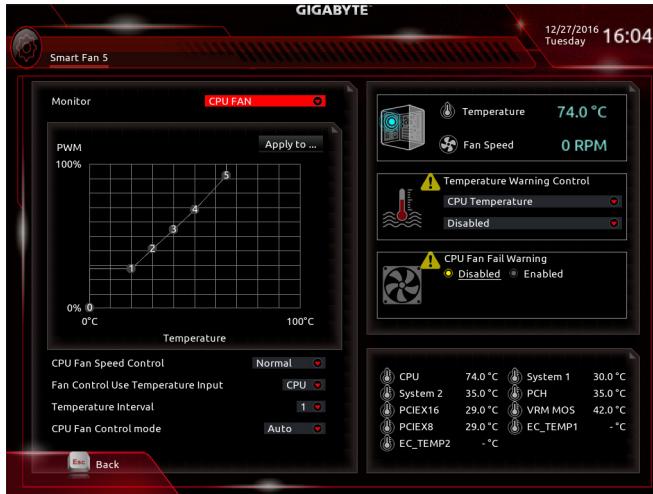 GIGABYTE
12/27/2016 16:04
Tuesday
Smart Fan 5
Monitor
CPU FAN
PWM
Apply to ...
100%
5
4
3
2
1
0% 0
0°C 100°C
Temperature
CPU Fan Speed Control Normal
Fan Control Use Temperature Input CPU
Temperature Interval 1
CPU Fan Control mode Auto
Esc Back
Temperature 74.0 °C
Fan Speed 0 RPM
Temperature Warning Control
CPU Temperature
Disabled
CPU Fan Fail Warning
Disabled Enabled
CPU 74.0 °C System 1 30.0 °C
System 2 35.0 °C PCH 35.0 °C
PCIEX16 29.0 °C VRM MOS 42.0 °C
PCIEX8 29.0 °C EC_TEMP1 - °C
EC_TEMP2 - °C